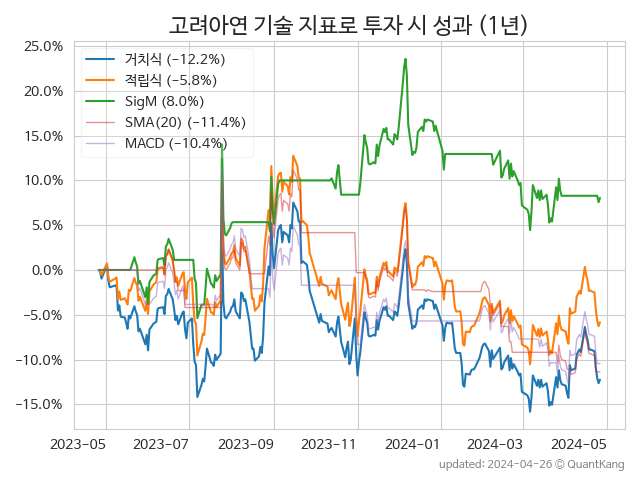 고려아연 기술 지표로 투자 시 성과 (1년)
25.0%
20.0%
15.0%
10.0%
5.0%
0.0%
−5.0%
−10.0%
−15.0%
거치식 (−12.2%)
적립식 (−5.8%)
SigM (8.0%)
SMA(20) (−11.4%)
MACD (−10.4%)
2023-05 2023-07 2023-09 2023-11 2024-01 2024-03 2024-05
updated: 2024-04-26 © QuantKang